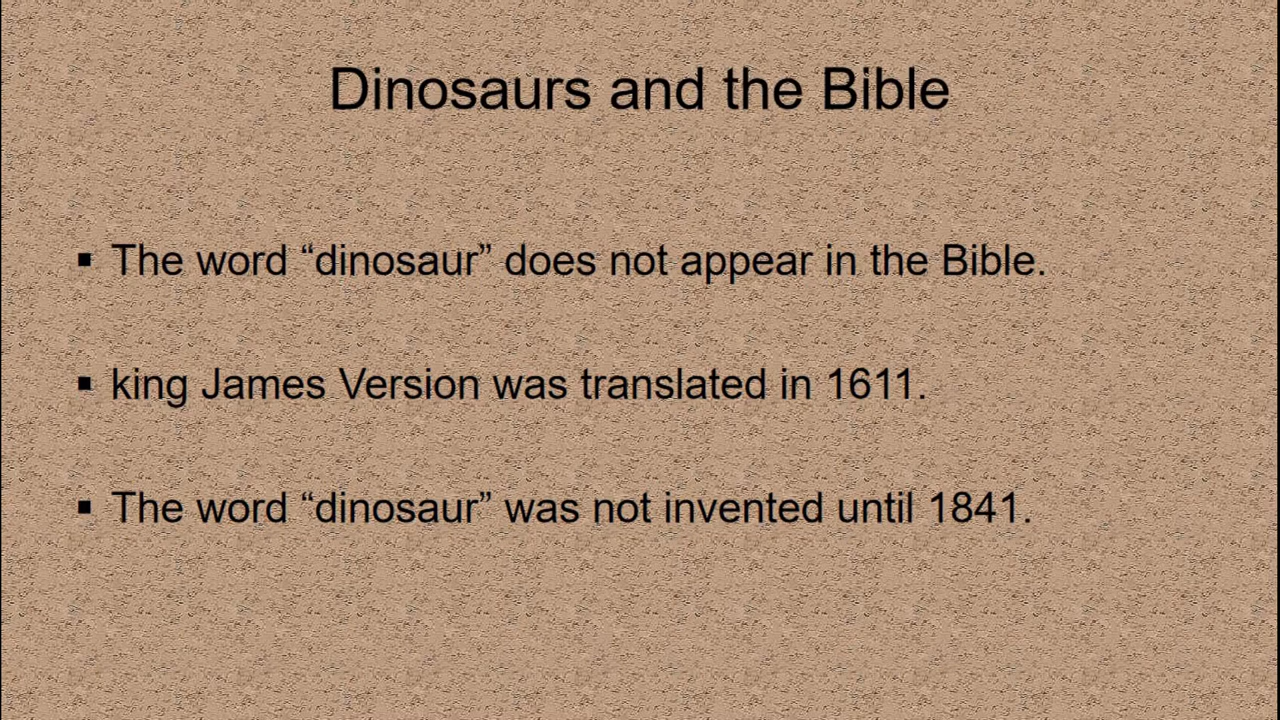 Dinosaurs and the Bible
▪ The word “dinosaur” does not appear in the Bible.
▪ king James Version was translated in 1611.
▪ The word “dinosaur” was not invented until 1841.